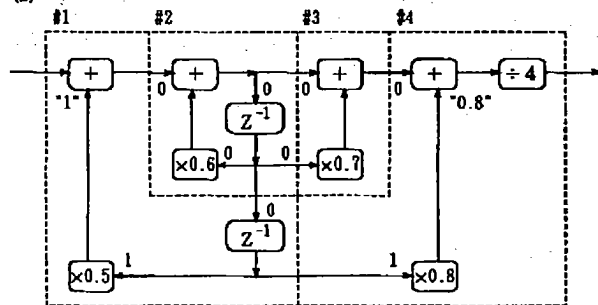 #1 #2 #3 #4
+ 0 + 0 0 + 0 + ÷4
"1" "0.8"
Z⁻¹
×0.6 0 0 ×0.7
0
Z⁻¹
×0.5 1 1 ×0.8